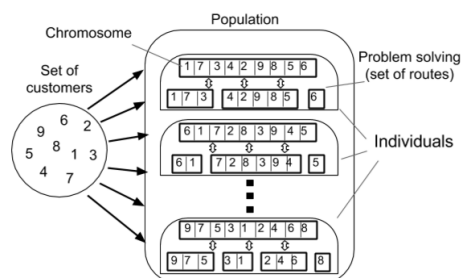 Population
Chromosome
Set of
customers
6
9
2
8
5
1
3
4
7
1 7 3 4 2 9 8 5 6
1 7 3
4 2 9 8 5
6
6 1 7 2 8 3 9 4 5
6 1
7 2 8 3 9 4
5
9 7 5 3 1 2 4 6 8
9 7 5
3 1
2 4 6
8
Problem solving
(set of routes)
Individuals